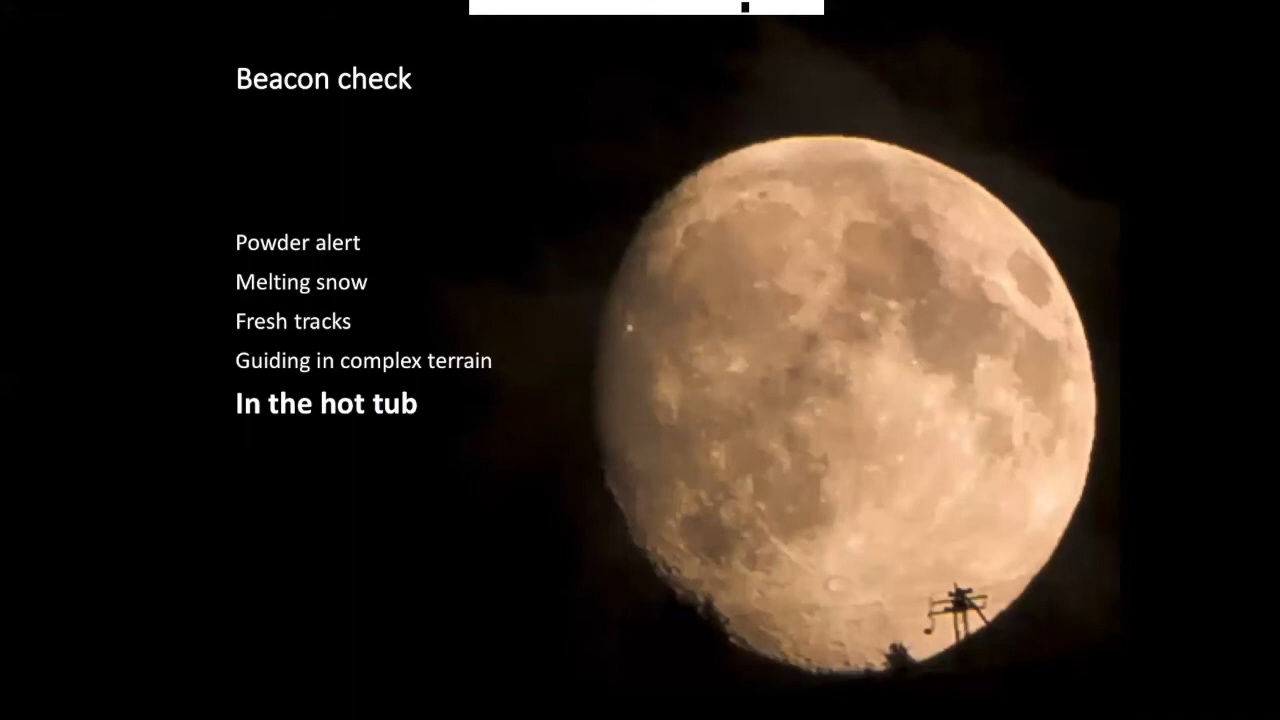 Beacon check
Powder alert
Melting snow
Fresh tracks
Guiding in complex terrain
In the hot tub